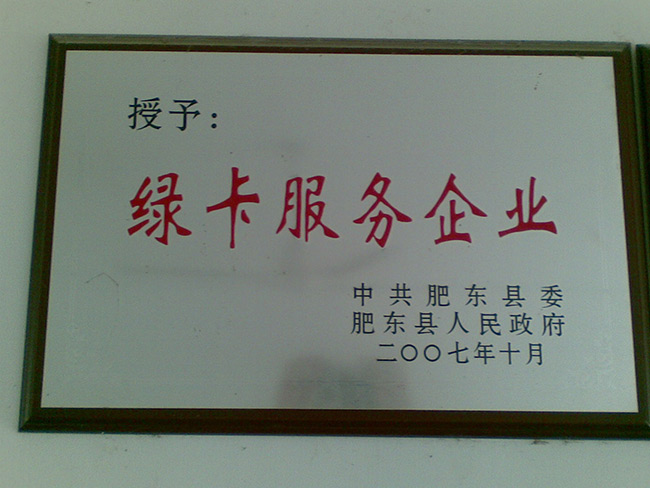 授予：
绿卡服务企业
中共肥东县委
肥东县人民政府
二〇〇七年十月